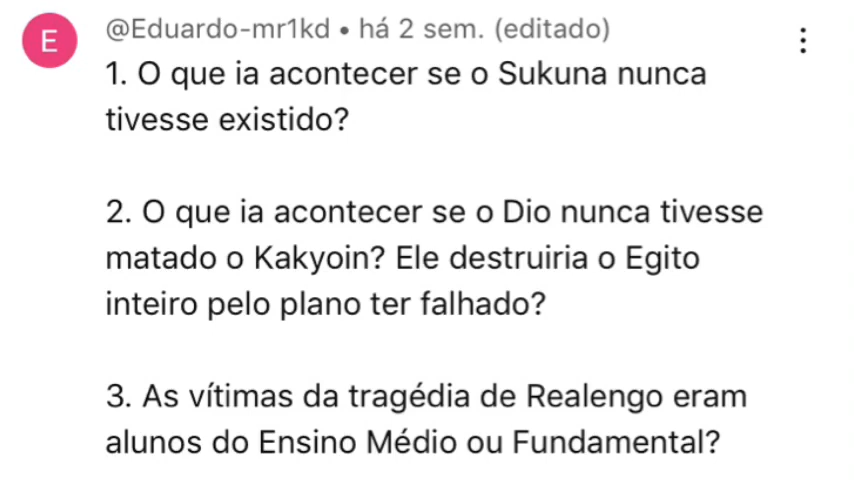 E
@Eduardo-mr1kd • há 2 sem. (editado)
1. O que ia acontecer se o Sukuna nunca
tivesse existido?
2. O que ia acontecer se o Dio nunca tivesse
matado o Kakyoin? Ele destruiria o Egito
inteiro pelo plano ter falhado?
3. As vítimas da tragédia de Realengo eram
alunos do Ensino Médio ou Fundamental?